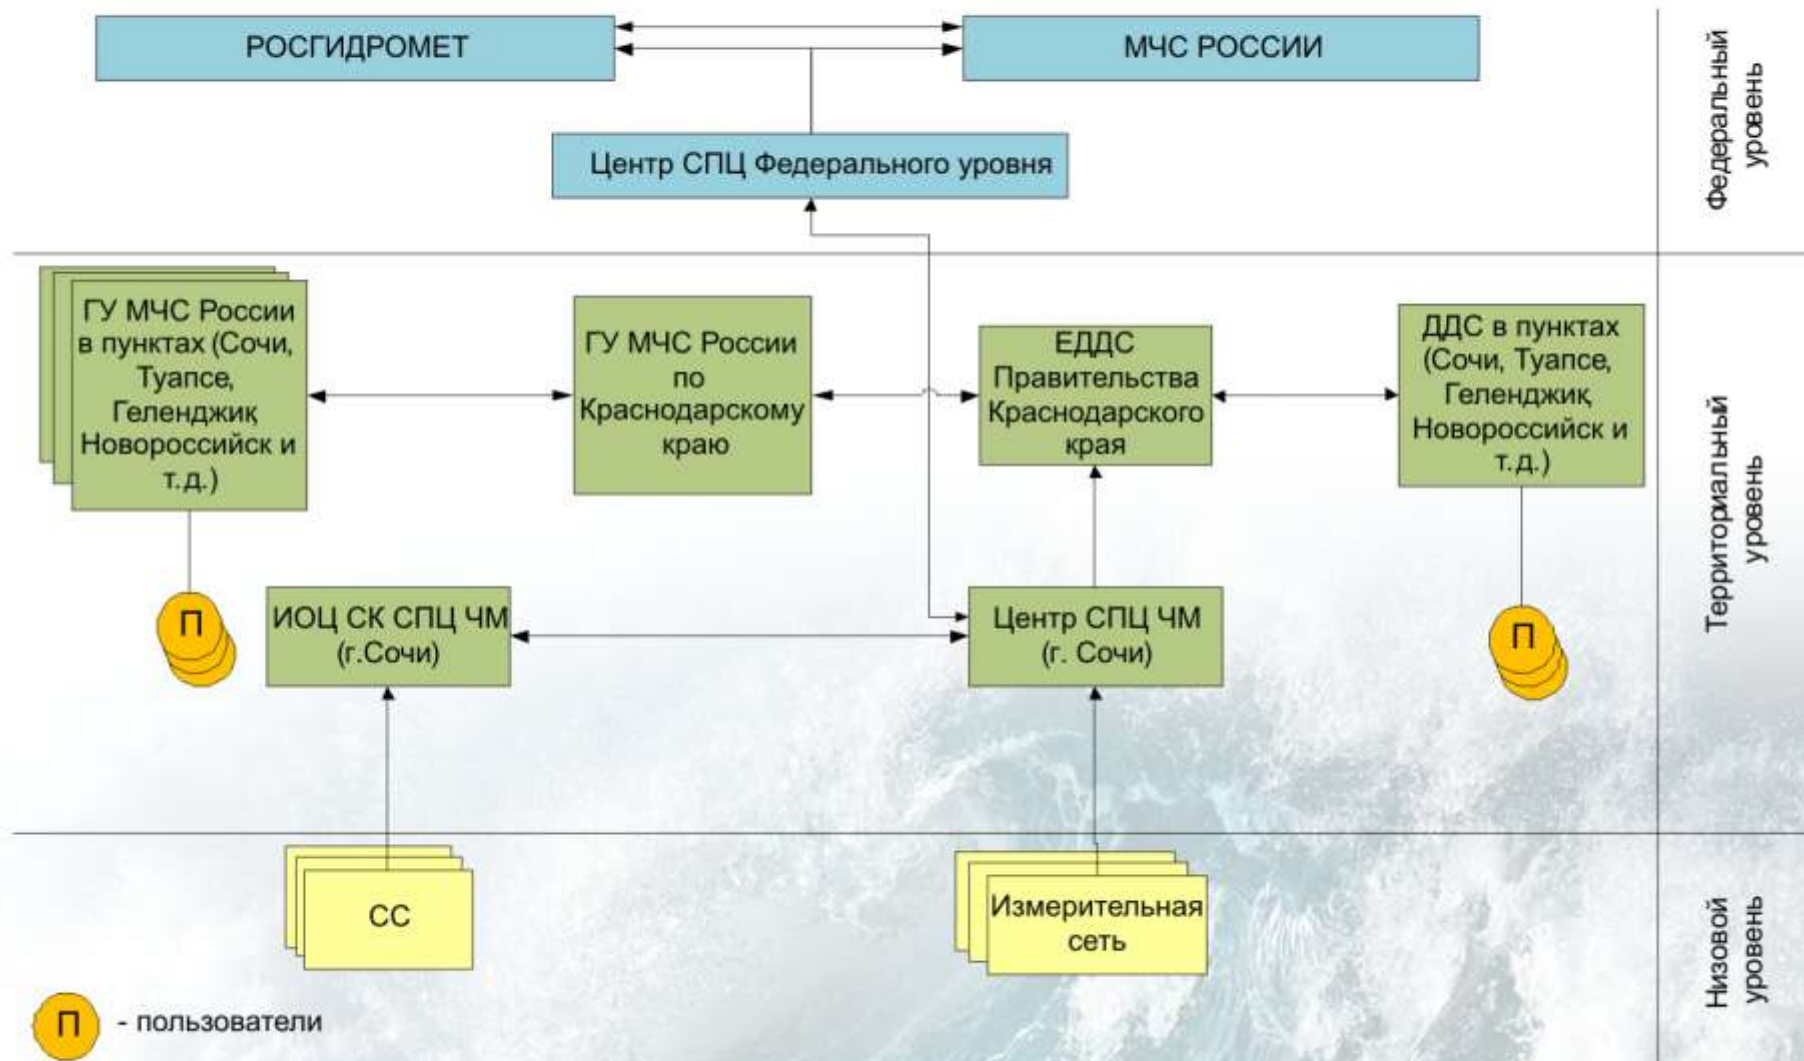 РОСГИДРОМЕТ
МЧС РОССИИ
Центр СПЦ Федерального уровня
Федеральный
уровень
ГУ МЧС России
в пунктах (Сочи,
Туапсе,
Геленджик,
Новороссийск и
т.д.)
ГУ МЧС России
по
Краснодарскому
краю
ЕДДС
Правительства
Краснодарского
края
ДДС в пунктах
(Сочи, Туапсе,
Геленджик,
Новороссийск и
т.д.)
Территориальный
уровень
П
ИОЦ СК СПЦ ЧМ
(г.Сочи)
Центр СПЦ ЧМ
(г. Сочи)
П
СС
Измерительная
сеть
Низовой
уровень
П - пользователи